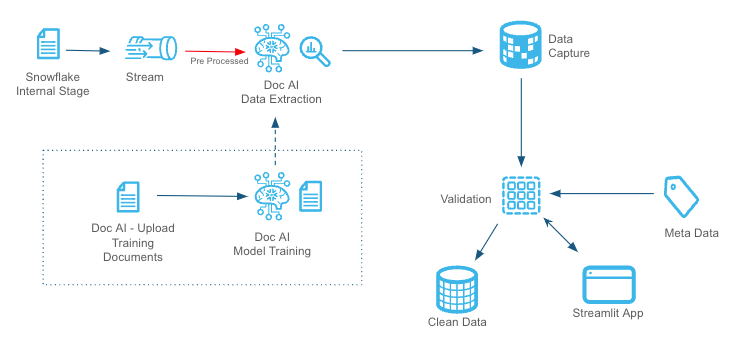 Snowflake
Internal Stage
Stream
Pre Processed
Doc AI
Data Extraction
Data
Capture
Doc AI - Upload
Training
Documents
Doc AI
Model Training
Validation
Meta Data
Clean Data
Streamlit App